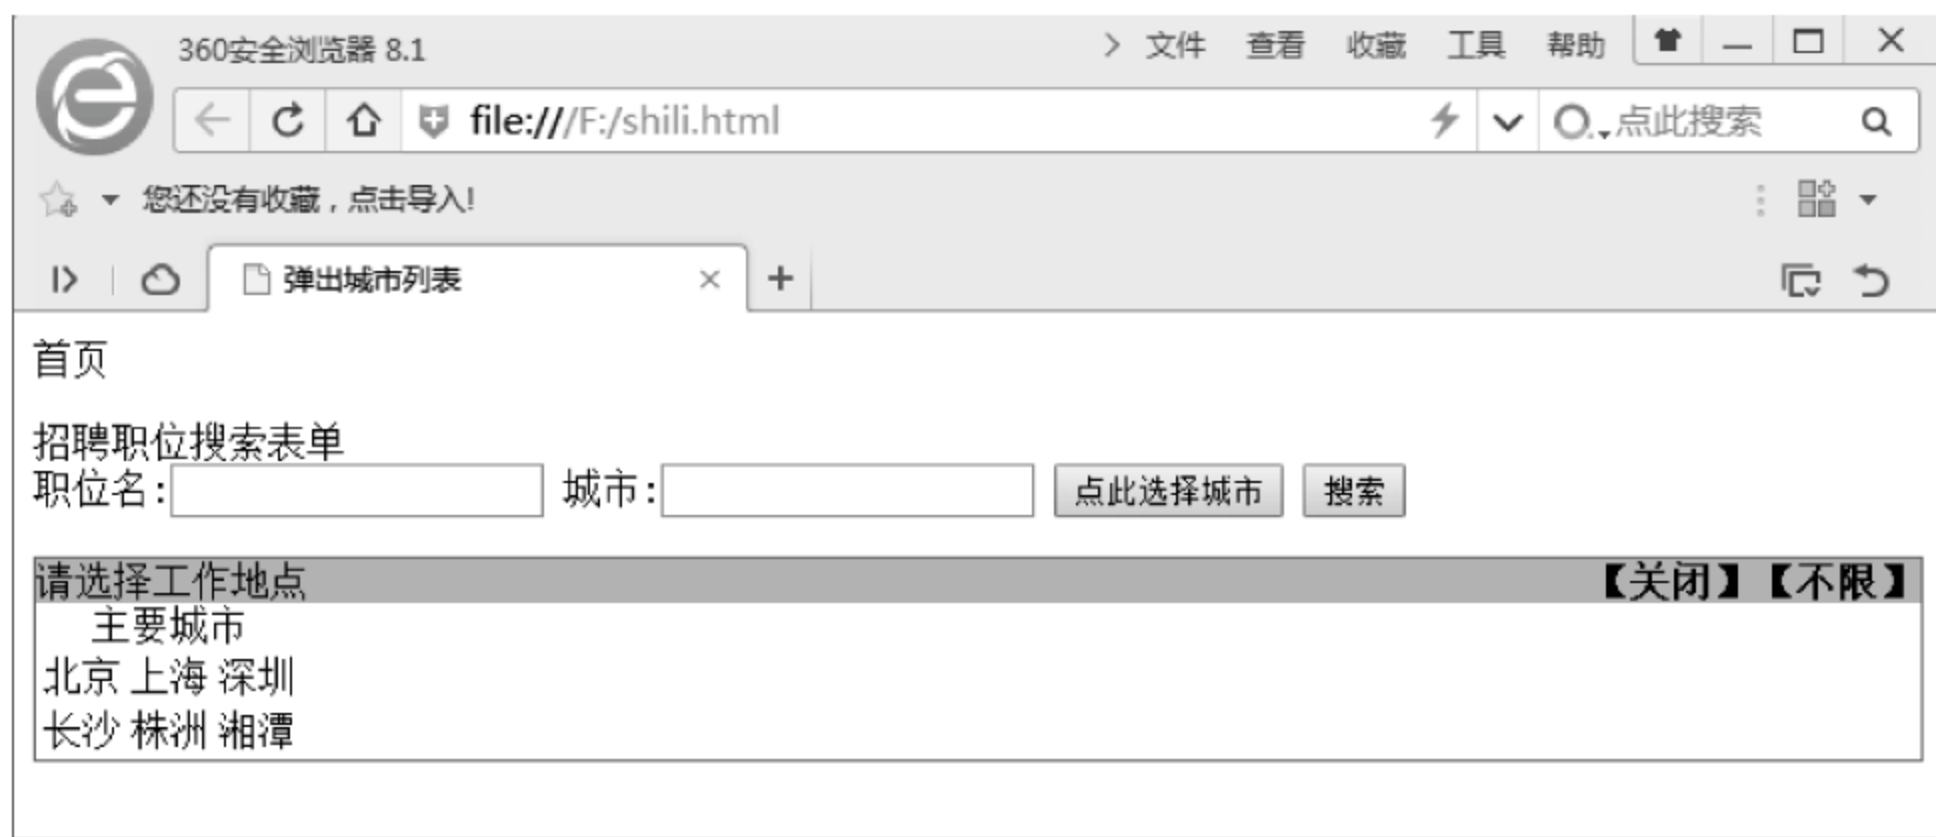 360安全浏览器 8.1
文件 查看 收藏 工具 帮助
file:///F:/shili.html
点此搜索
您还没有收藏，点击导入!
弹出城市列表
首页
招聘职位搜索表单
职位名: 城市: 点此选择城市 搜索
请选择工作地点 【关闭】【不限】
主要城市
北京 上海 深圳
长沙 株洲 湘潭